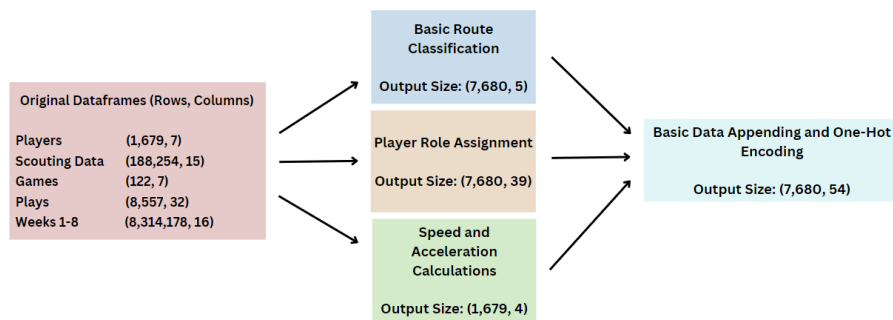 Original Dataframes (Rows, Columns)
Players (1,679, 7)
Scouting Data (188,254, 15)
Games (122, 7)
Plays (8,557, 32)
Weeks 1-8 (8,314,178, 16)
Basic Route
Classification
Output Size: (7,680, 5)
Player Role Assignment
Output Size: (7,680, 39)
Speed and
Acceleration
Calculations
Output Size: (1,679, 4)
Basic Data Appending and One-Hot
Encoding
Output Size: (7,680, 54)